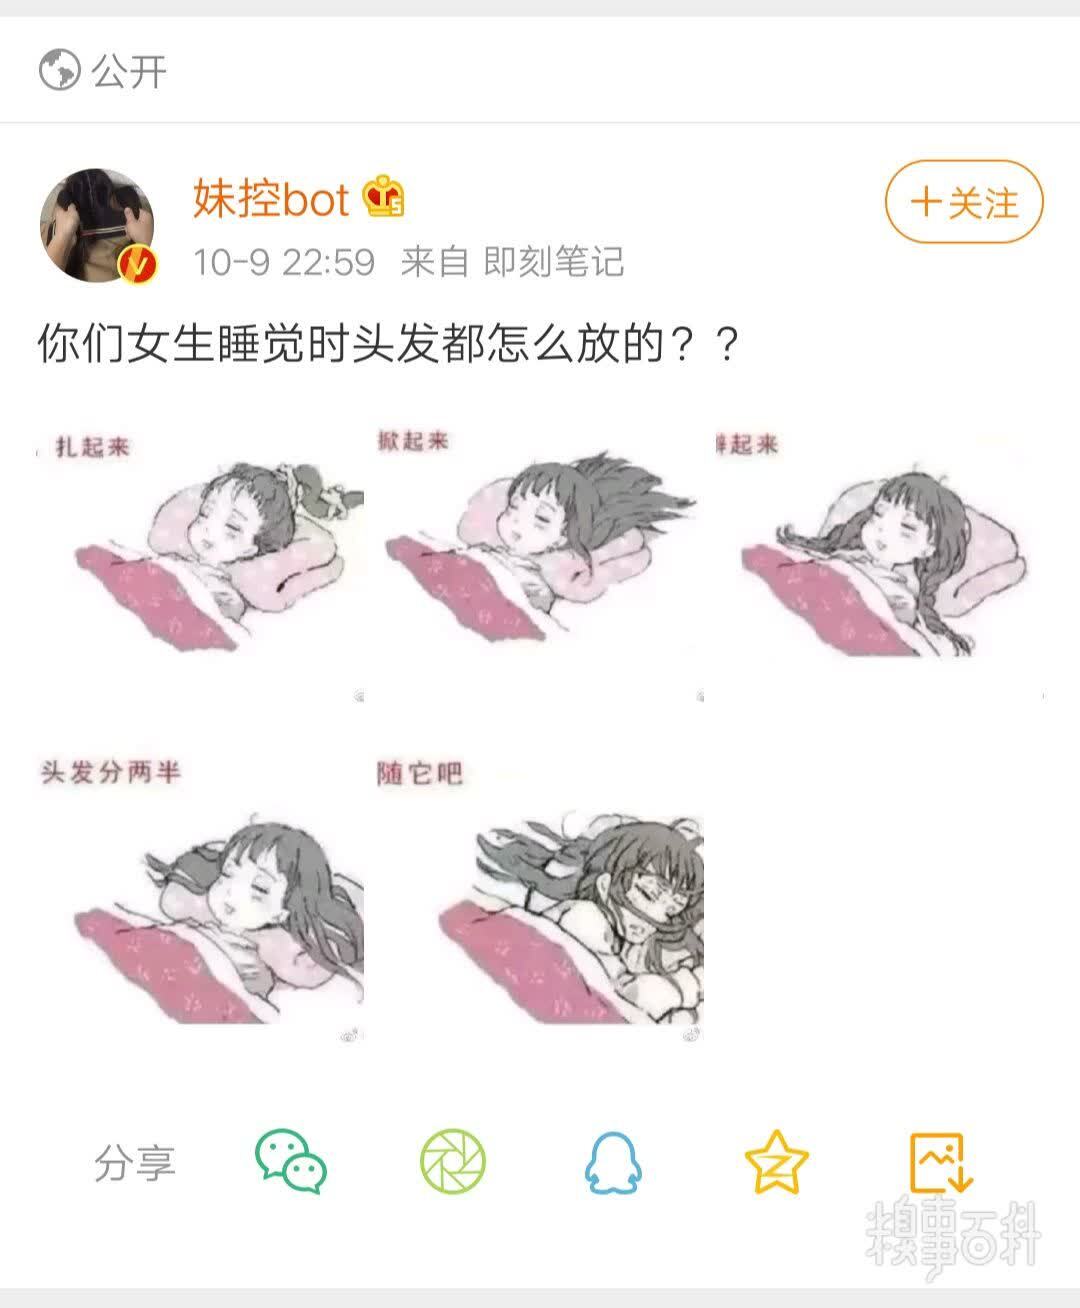 公开
妹控bot
+关注
10-9 22:59 来自 即刻笔记
你们女生睡觉时头发都怎么放的？？
扎起来
掀起来
辫起来
头发分两半
随它吧
分享
糗事百科